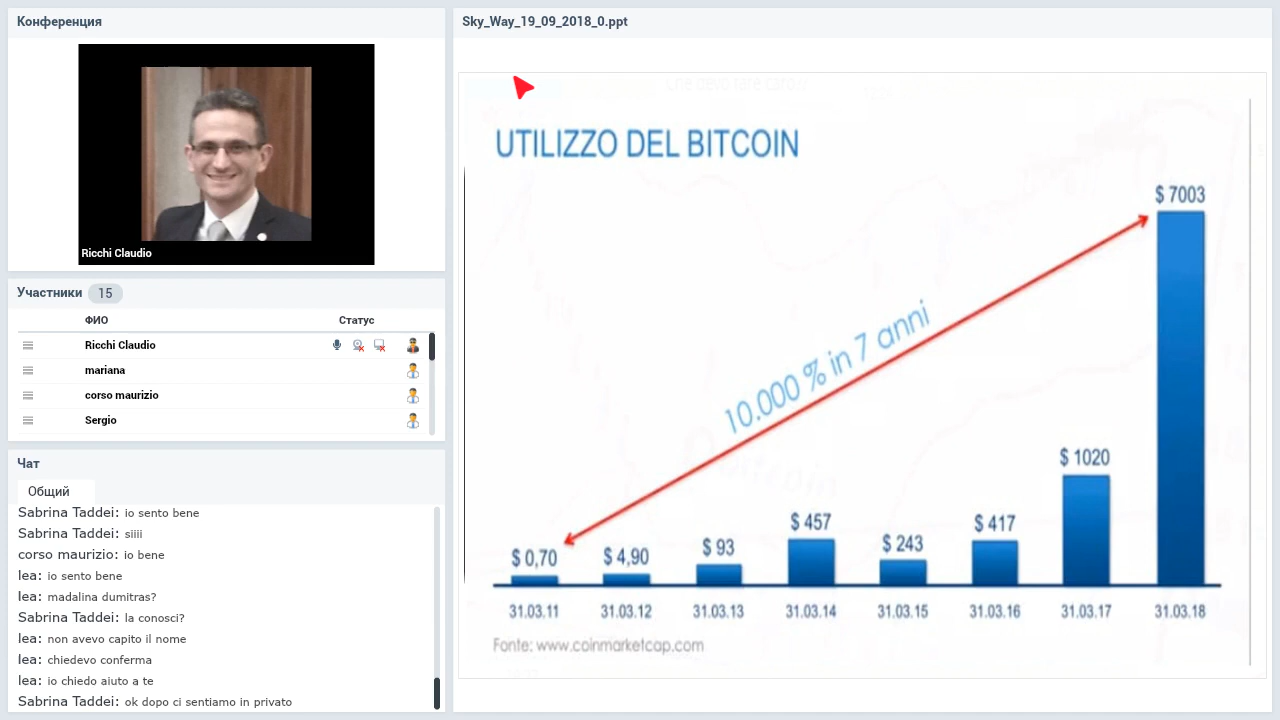 Конференция
Ricchi Claudio
Участники 15
ФИО Статус
Ricchi Claudio
mariana
corso maurizio
Sergio
Чат
Общий
Sabrina Taddei: io sento bene
Sabrina Taddei: siiii
corso maurizio: io bene
lea: io sento bene
lea: madalina dumitras?
Sabrina Taddei: la conosci?
lea: non avevo capito il nome
lea: chiedevo conferma
lea: io chiedo aiuto a te
Sabrina Taddei: ok dopo ci sentiamo in privato
Sky_Way_19_09_2018_0.ppt
UTILIZZO DEL BITCOIN
10.000 % in 7 anni
$ 0,70 $ 4,90 $ 93 $ 457 $ 243 $ 417 $ 1020 $ 7003
31.03.11 31.03.12 31.03.13 31.03.14 31.03.15 31.03.16 31.03.17 31.03.18
Fonte: www.coinmarketcap.com